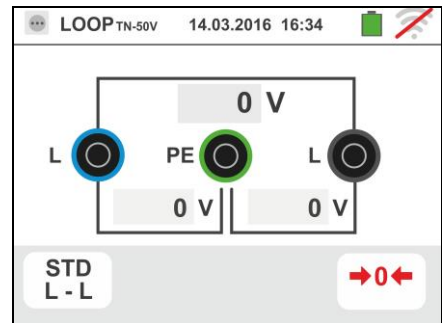 LOOP TN-50V 14.03.2016 16:34
0 V
L PE L
0 V 0 V
STD
L - L
→0←